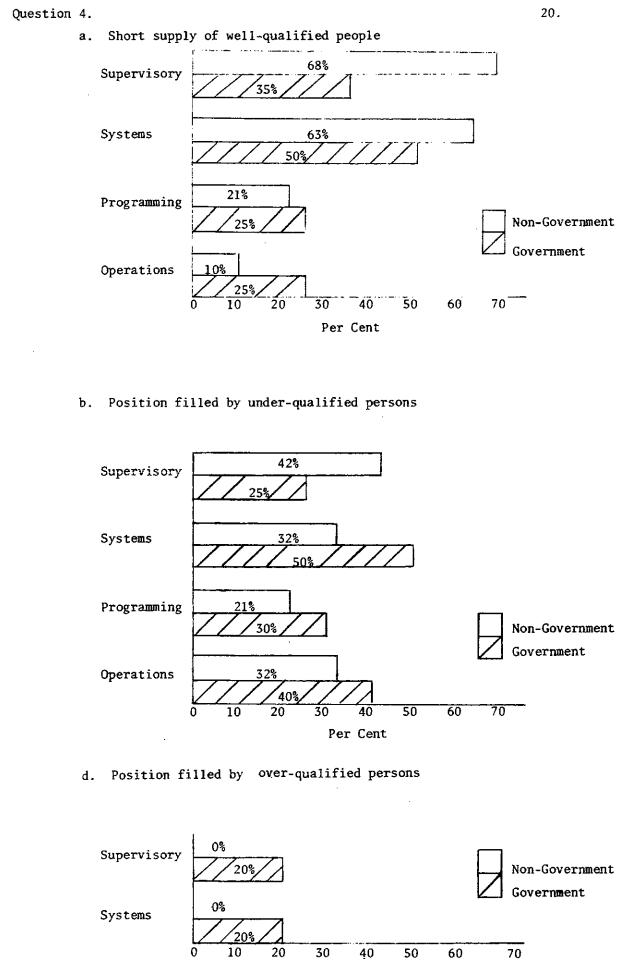 Question 4.
20.
a. Short supply of well-qualified people
Supervisory
68%
35%
Systems
63%
50%
Programming
21%
25%
Non-Government
Government
Operations
10%
25%
0 10 20 30 40 50 60 70
Per Cent
b. Position filled by under-qualified persons
Supervisory
42%
25%
Systems
32%
50%
Programming
21%
30%
Non-Government
Government
Operations
32%
40%
0 10 20 30 40 50 60 70
Per Cent
d. Position filled by over-qualified persons
Supervisory
0%
20%
Non-Government
Government
Systems
0%
20%
0 10 20 30 40 50 60 70